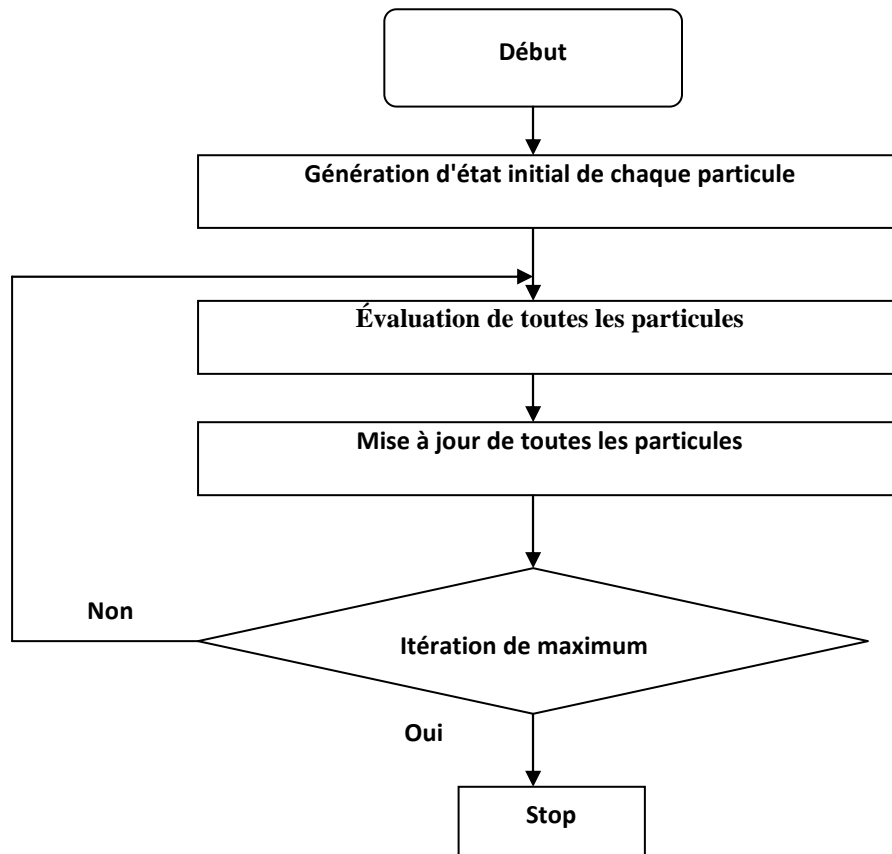 Début
Génération d'état initial de chaque particule
Évaluation de toutes les particules
Mise à jour de toutes les particules
Non
Itération de maximum
Oui
Stop